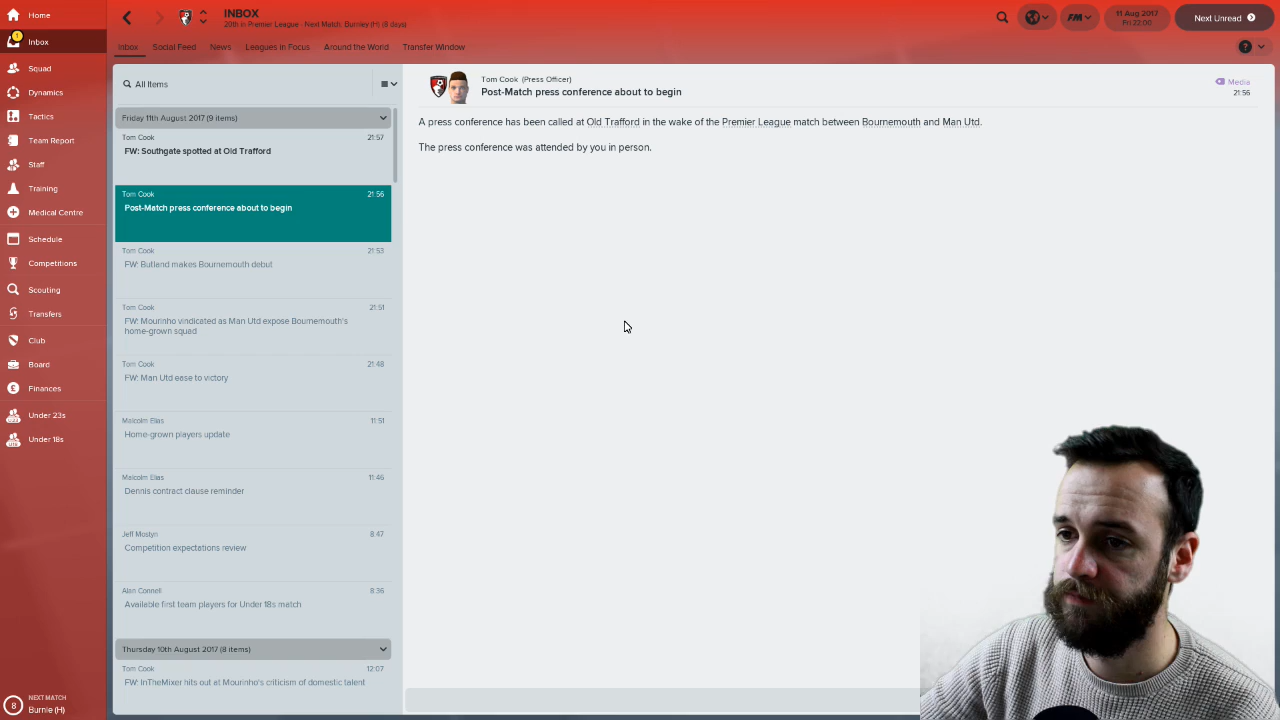 Home
1
Inbox
Squad
Dynamics
Tactics
Team Report
Staff
Training
Medical Centre
Schedule
Competitions
Scouting
Transfers
Club
Board
Finances
Under 23s
Under 18s
8
NEXT MATCH
Burnle (H)
INBOX
20th in Premier League - Next Match: Burnley (H) (8 days)
FM
11 Aug 2017
Fri 22:00
Next Unread
Inbox
Social Feed
News
Leagues in Focus
Around the World
Transfer Window
?
All Items
Friday 11th August 2017 (9 items)
Tom Cook 21:57
FW: Southgate spotted at Old Trafford
Tom Cook 21:56
Post-Match press conference about to begin
Tom Cook 21:53
FW: Butland makes Bournemouth debut
Tom Cook 21:51
FW: Mourinho vindicated as Man Utd expose Bournemouth's
home-grown squad
Tom Cook 21:48
FW: Man Utd ease to victory
Malcolm Elias 11:51
Home-grown players update
Malcolm Elias 11:46
Dennis contract clause reminder
Jeff Mostyn 8:47
Competition expectations review
Alan Connell 8:36
Available first team players for Under 18s match
Thursday 10th August 2017 (8 items)
Tom Cook 12:07
FW: InTheMixer hits out at Mourinho's criticism of domestic talent
Tom Cook (Press Officer)
Post-Match press conference about to begin
Media
21:56
A press conference has been called at Old Trafford in the wake of the Premier League match between Bournemouth and Man Utd.
The press conference was attended by you in person.